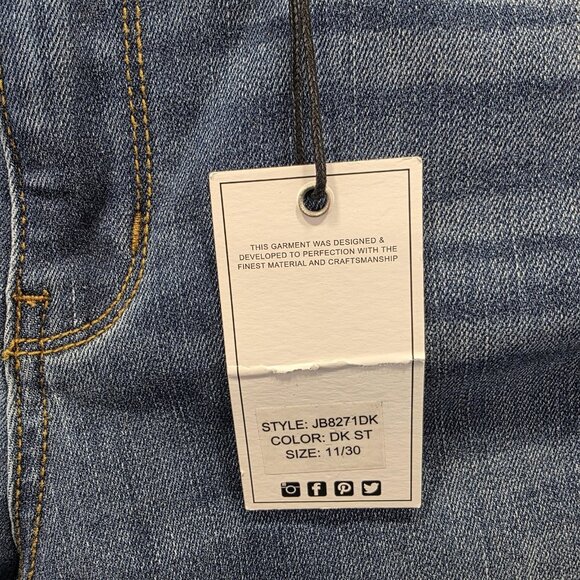 THIS GARMENT WAS DESIGNED &
DEVELOPED TO PERFECTION WITH THE
FINEST MATERIAL AND CRAFTSMANSHIP
STYLE: JB8271DK
COLOR: DK ST
SIZE: 11/30